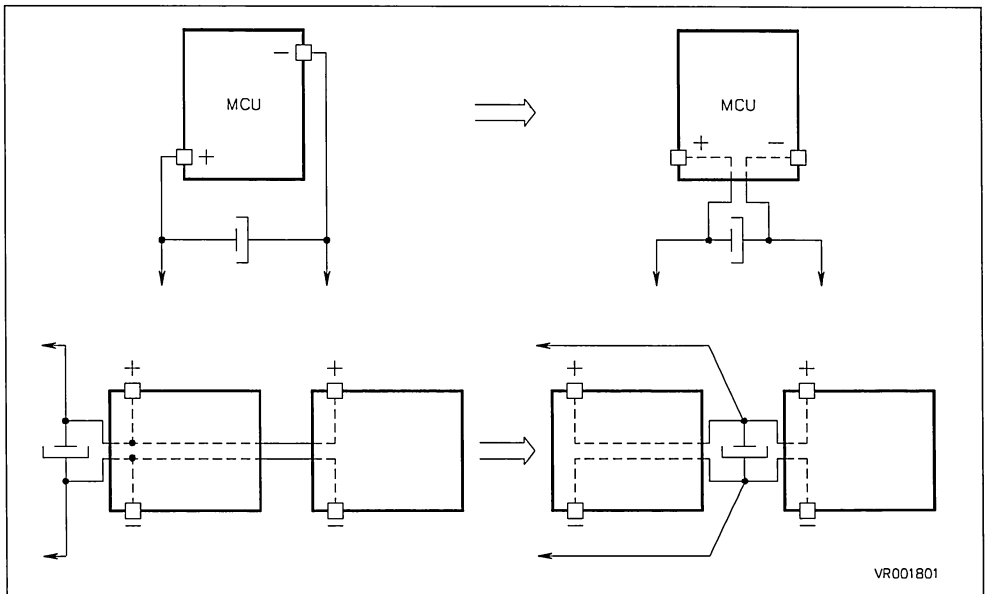 −
MCU
+
MCU
+ −
+ +
− −
+ +
− −
VR001801